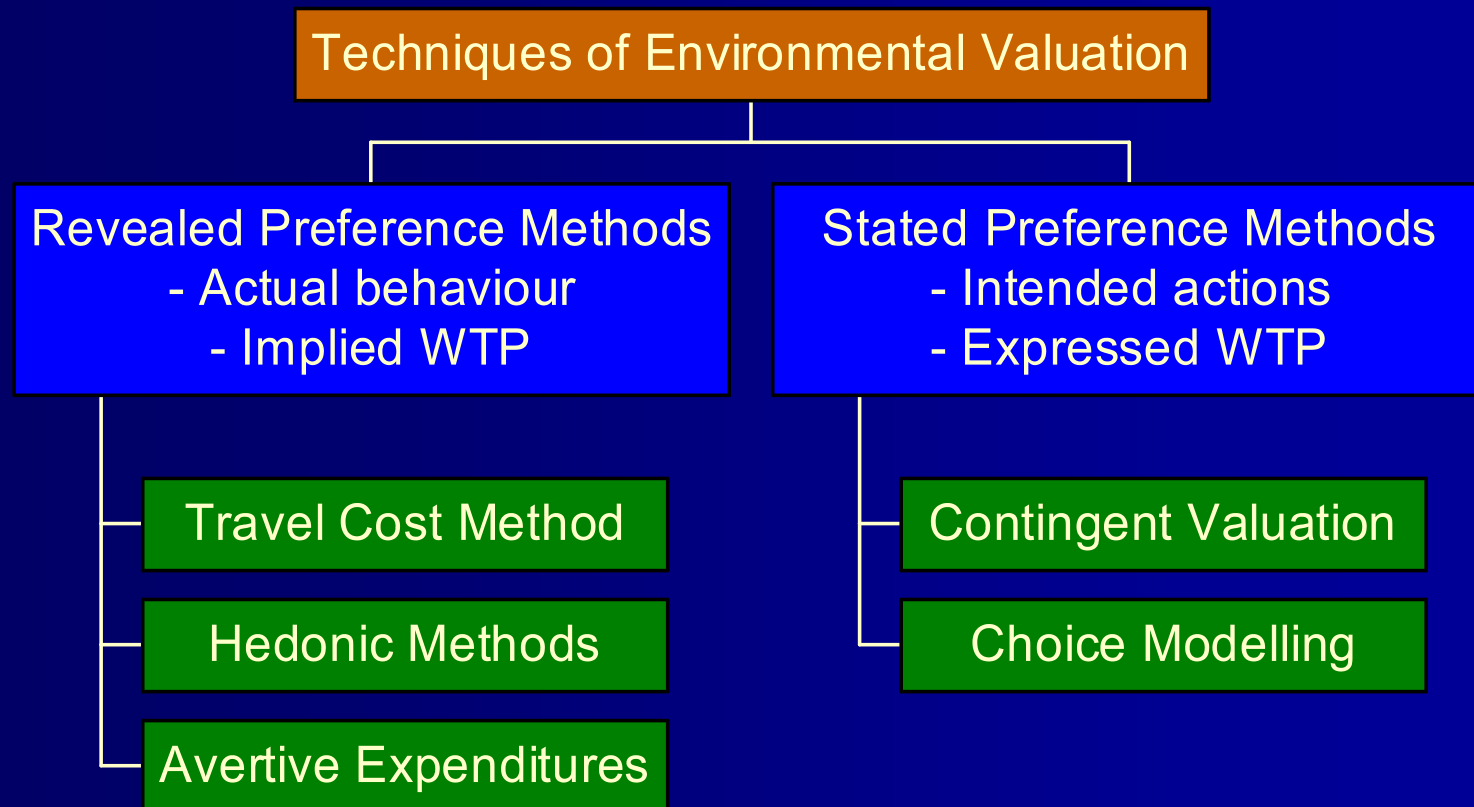 Techniques of Environmental Valuation
Revealed Preference Methods
- Actual behaviour
- Implied WTP
Stated Preference Methods
- Intended actions
- Expressed WTP
Travel Cost Method
Hedonic Methods
Avertive Expenditures
Contingent Valuation
Choice Modelling